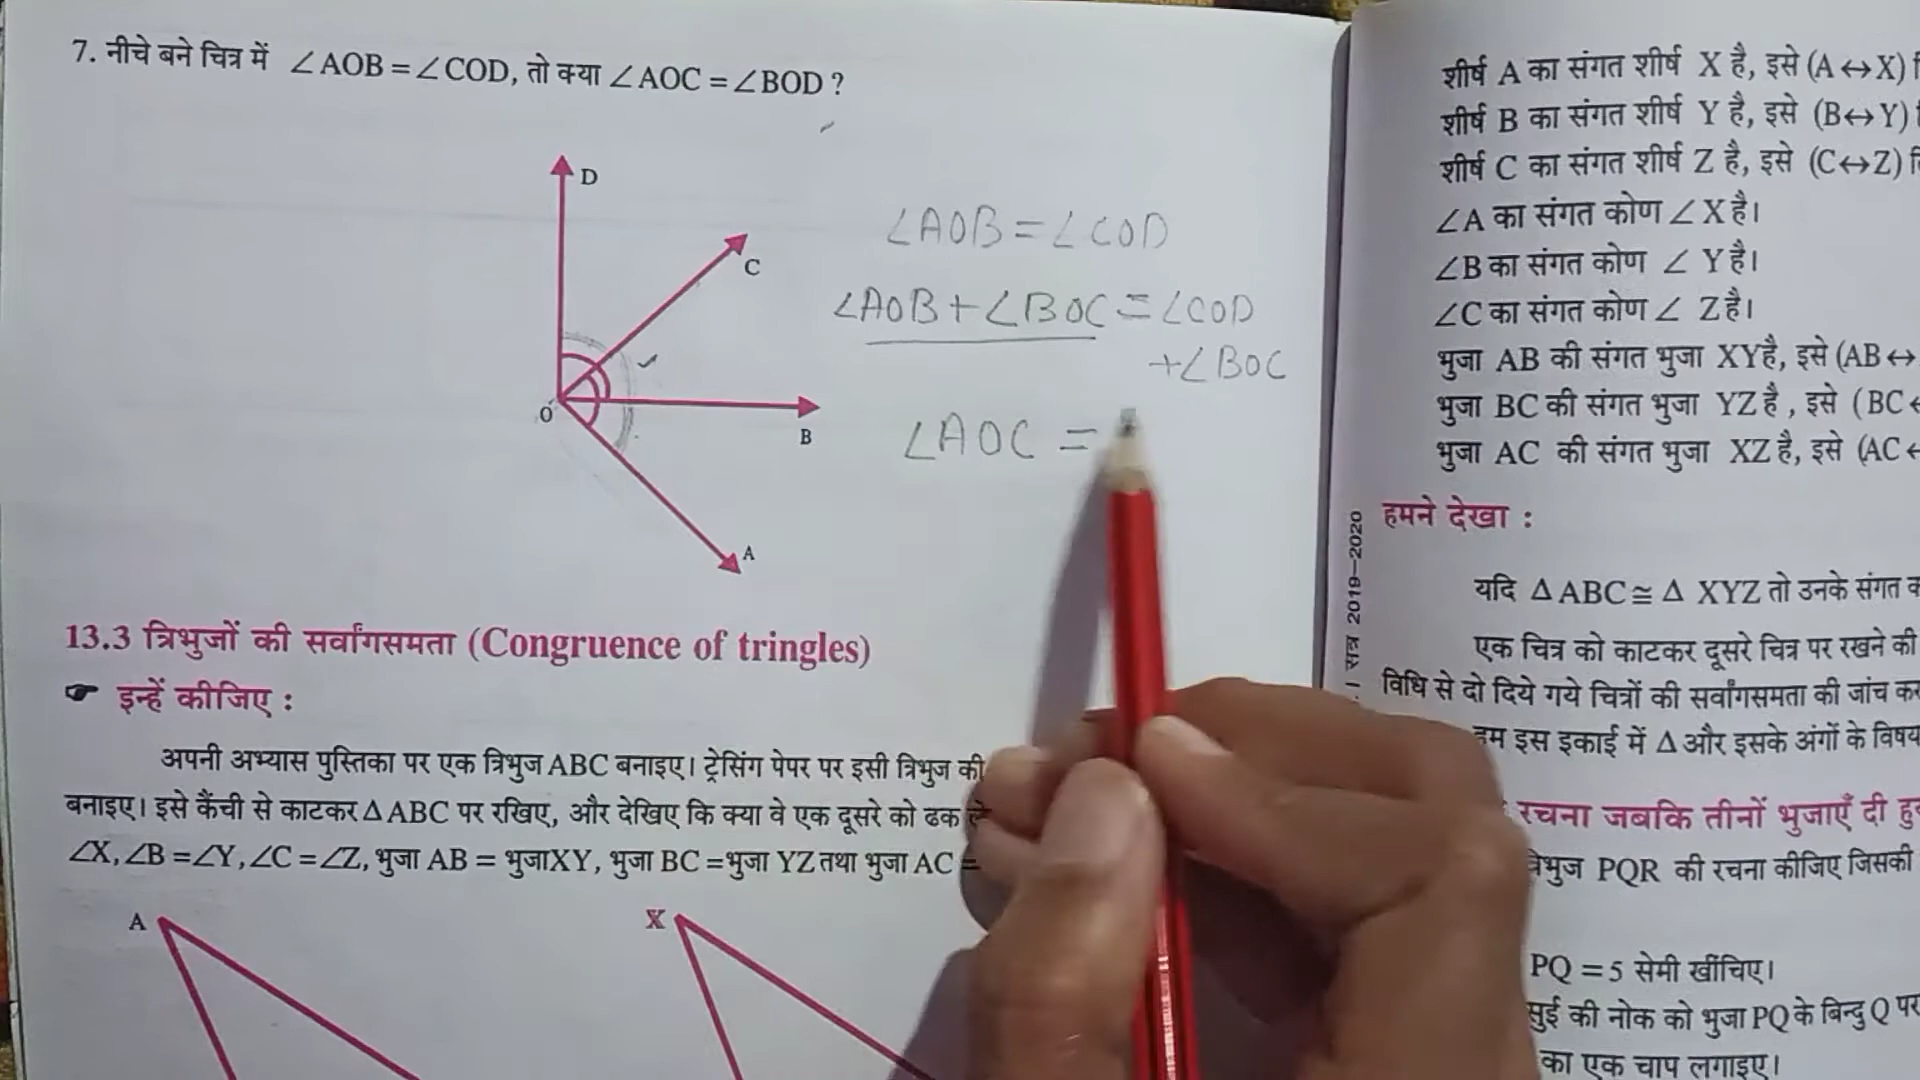 7. नीचे बने चित्र में ∠AOB = ∠COD, तो क्या ∠AOC = ∠BOD ?
D
C
O
B
A
∠AOB = ∠COD
∠AOB + ∠BOC = ∠COD
+ ∠BOC
∠AOC =
13.3 त्रिभुजों की सर्वांगसमता (Congruence of tringles)
इन्हें कीजिए :
अपनी अभ्यास पुस्तिका पर एक त्रिभुज ABC बनाइए। ट्रेसिंग पेपर पर इसी त्रिभुज की
बनाइए। इसे कैंची से काटकर Δ ABC पर रखिए, और देखिए कि क्या वे एक दूसरे को ढक
∠X, ∠B = ∠Y, ∠C = ∠Z, भुजा AB = भुजाXY, भुजा BC = भुजा YZ तथा भुजा AC =
A
X
शीर्ष A का संगत शीर्ष X है, इसे (A ↔ X)
शीर्ष B का संगत शीर्ष Y है, इसे (B ↔ Y)
शीर्ष C का संगत शीर्ष Z है, इसे (C ↔ Z)
∠A का संगत कोण ∠ X है।
∠B का संगत कोण ∠ Y है।
∠C का संगत कोण ∠ Z है।
भुजा AB की संगत भुजा XY है, इसे (AB ↔
भुजा BC की संगत भुजा YZ है, इसे (BC
भुजा AC की संगत भुजा XZ है, इसे (AC
हमने देखा :
यदि Δ ABC ≅ Δ XYZ तो उनके संगत
एक चित्र को काटकर दूसरे चित्र पर रखने की
विधि से दो दिये गये चित्रों की सर्वांगसमता की जांच
हम इस इकाई में Δ और इसके अंगों के विषय
रचना जबकि तीनों भुजाएँ दी
PQR की रचना कीजिए जिसकी
PQ = 5 सेमी खींचिए।
सुई की नोक को भुजा PQ के बिन्दु Q पर
का एक चाप लगाइए।
। सत्र 2019–2020